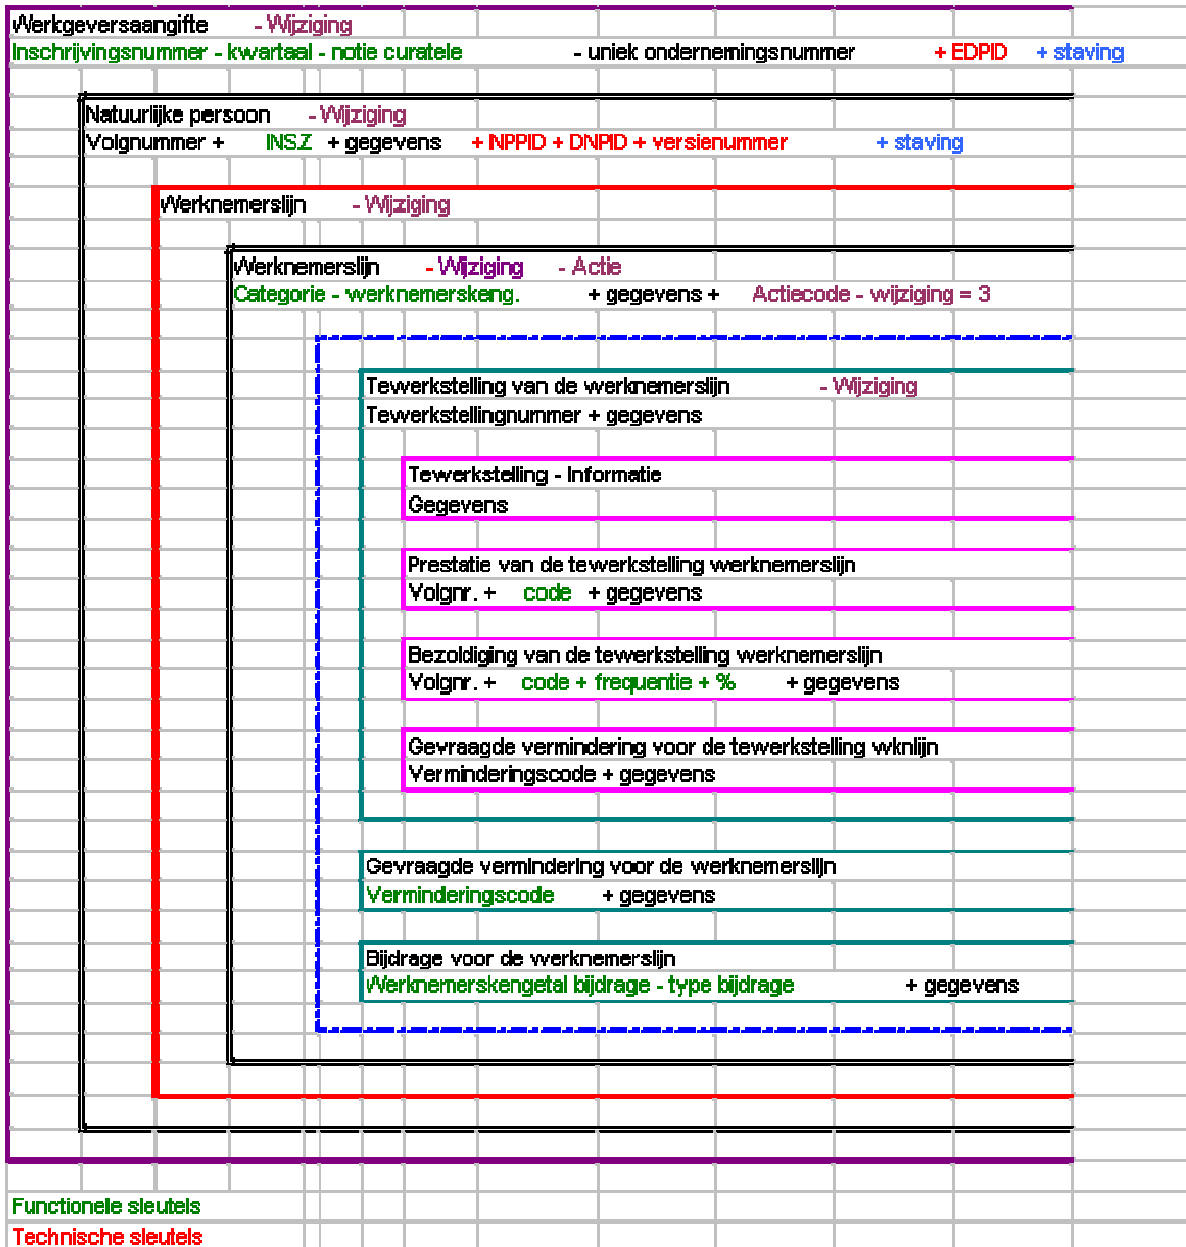 Werkgeversaangifte - Wijziging
Inschrijvingsnummer - kwartaal - notie curatele - uniek ondernemingsnummer + EDPID + staving
Natuurlijke persoon - Wijziging
Volgnummer + INSZ + gegevens + NPPID + DNPID + versienummer + staving
Werknemerslijn - Wijziging
Werknemerslijn - Wijziging - Actie
Categorie - werknemerskeng. + gegevens + Actiecode - wijziging = 3
Tewerkstelling van de werknemerslijn - Wijziging
Tewerkstellingnummer + gegevens
Tewerkstelling - Informatie
Gegevens
Prestatie van de tewerkstelling werknemerslijn
Volgnr. + code + gegevens
Bezoldiging van de tewerkstelling werknemerslijn
Volgnr. + code + frequentie + % + gegevens
Gevraagde vermindering voor de tewerkstelling wknlijn
Verminderingscode + gegevens
Gevraagde vermindering voor de werknemerslijn
Verminderingscode + gegevens
Bijdrage voor de werknemerslijn
Werknemerskengetal bijdrage - type bijdrage + gegevens
Functionele sleutels
Technische sleutels